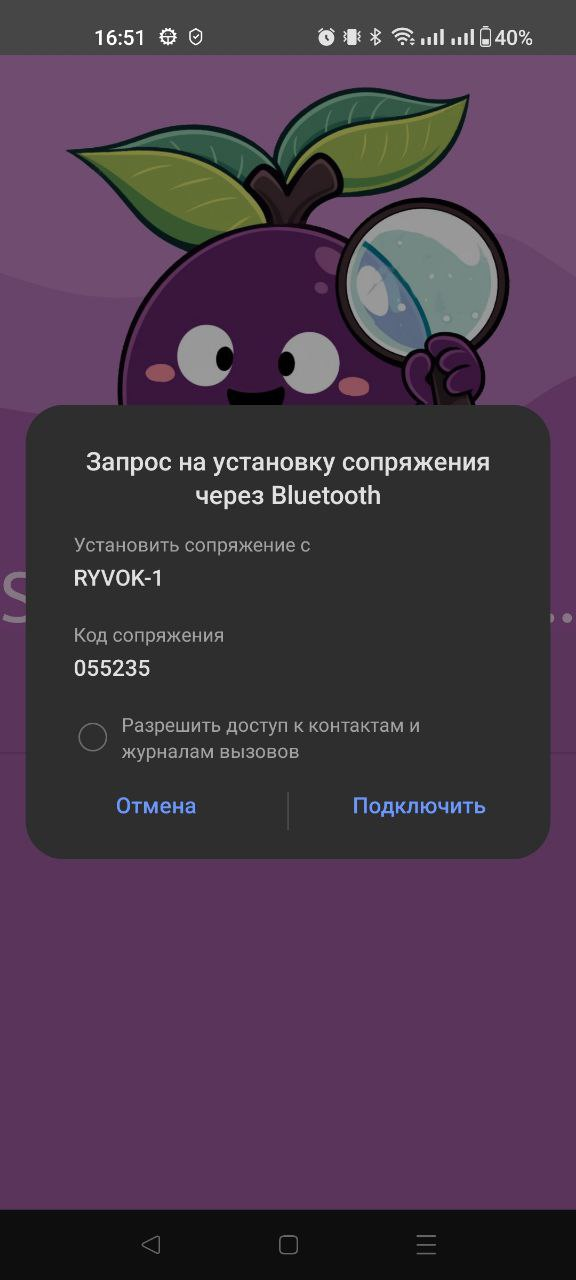 16:51
40%
Запрос на установку сопряжения
через Bluetooth
Установить сопряжение с
RYVOK-1
Код сопряжения
055235
Разрешить доступ к контактам и
журналам вызовов
Отмена
Подключить